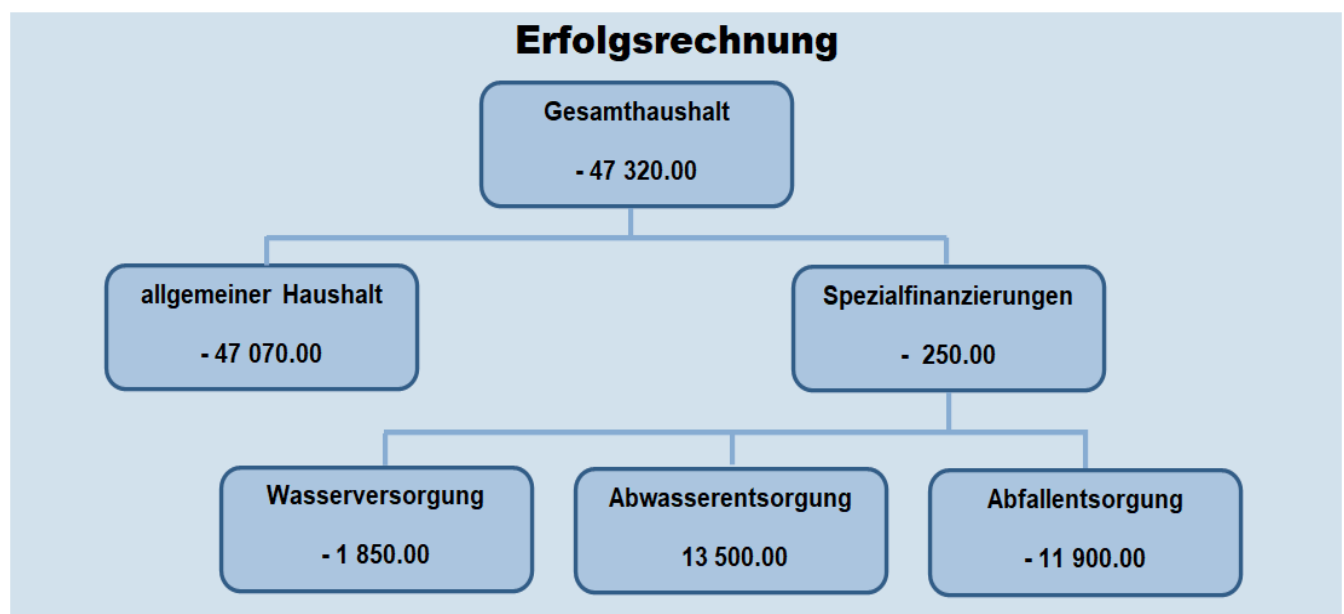 Erfolgsrechnung
Gesamthaushalt
- 47 320.00
allgemeiner Haushalt
- 47 070.00
Spezialfinanzierungen
- 250.00
Wasserversorgung
- 1 850.00
Abwasserentsorgung
13 500.00
Abfallentsorgung
- 11 900.00